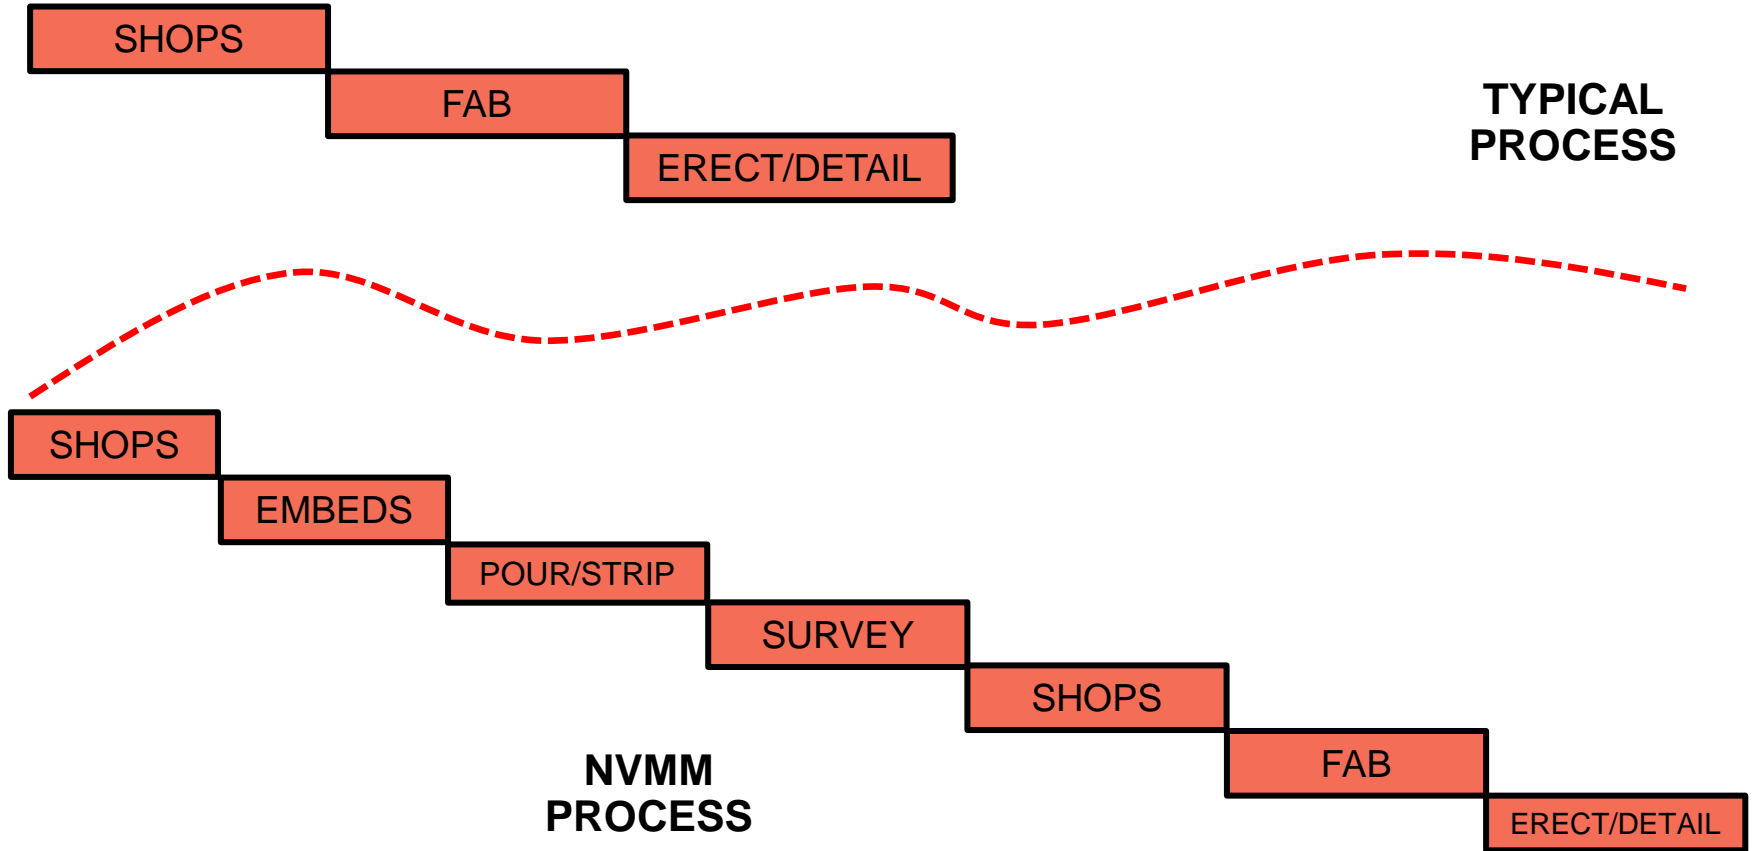 SHOPS
FAB
ERECT/DETAIL
TYPICAL
PROCESS
SHOPS
EMBEDS
POUR/STRIP
SURVEY
SHOPS
FAB
ERECT/DETAIL
NVMM
PROCESS